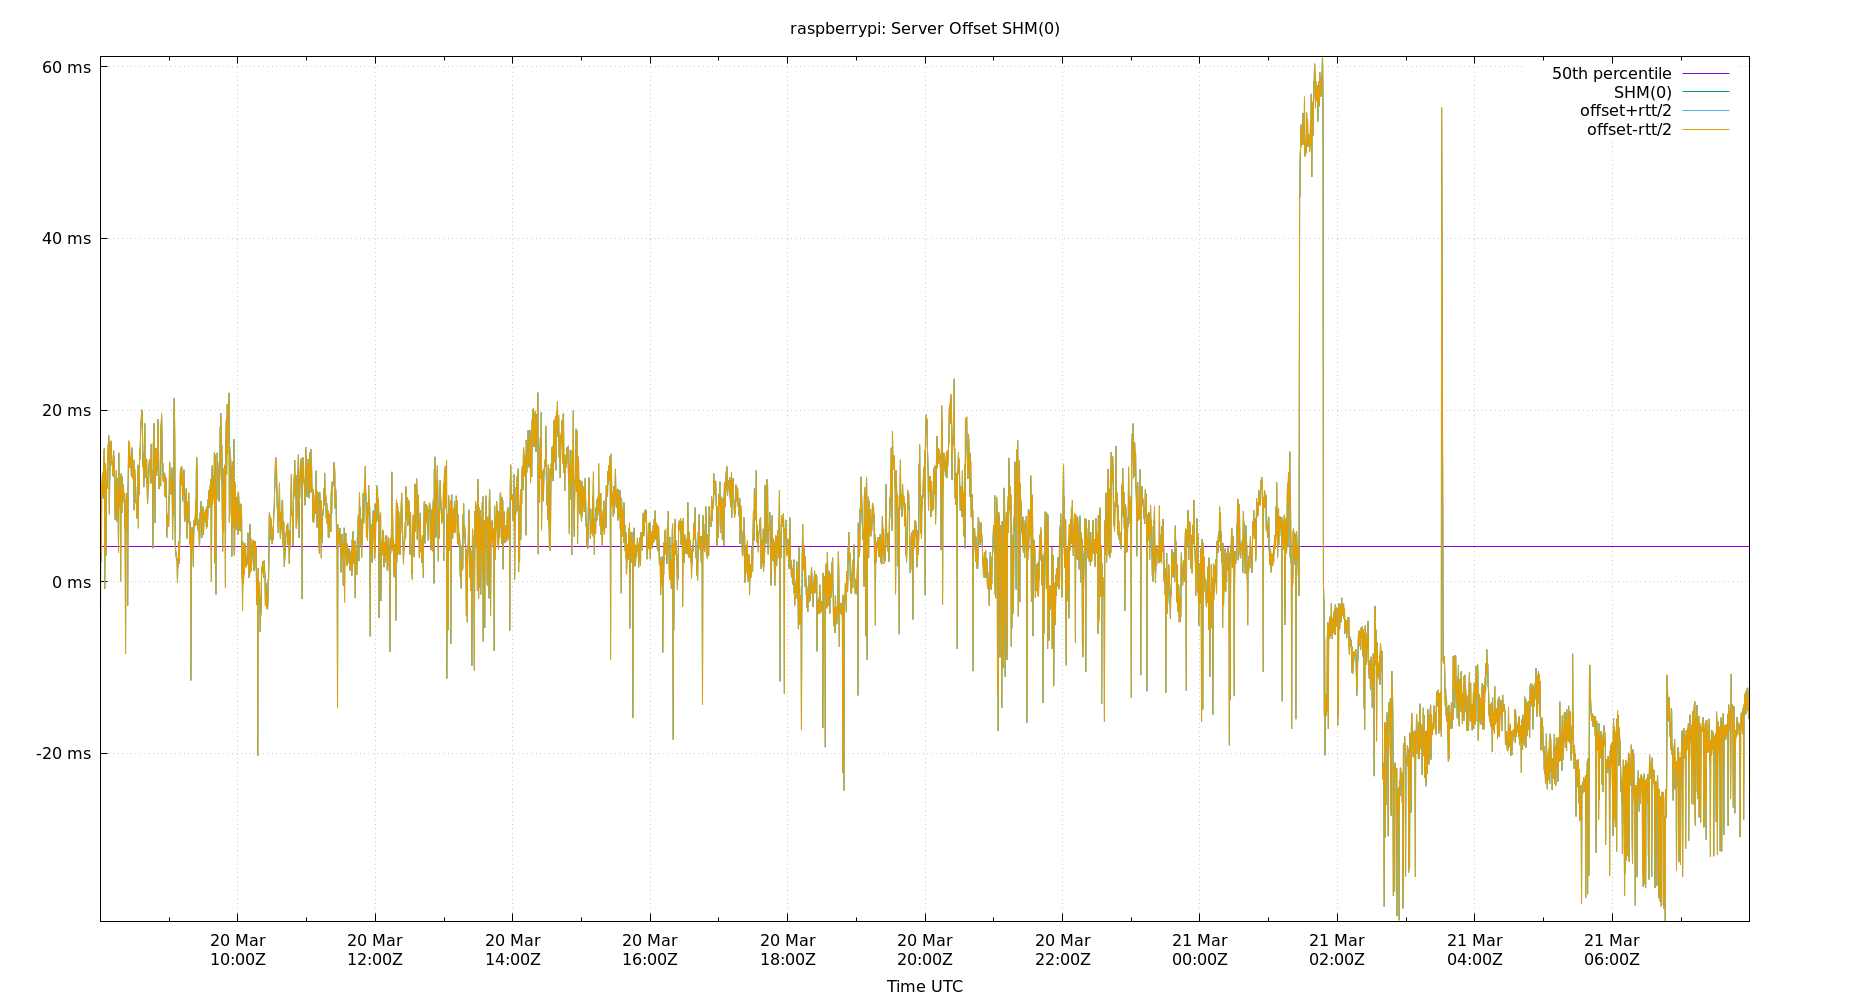 raspberrypi: Server Offset SHM(0)
60 ms
40 ms
20 ms
0 ms
-20 ms
50th percentile
SHM(0)
offset+rtt/2
offset-rtt/2
20 Mar 20 Mar 20 Mar 20 Mar 20 Mar 20 Mar 20 Mar 21 Mar 21 Mar 21 Mar 21 Mar
10:00Z 12:00Z 14:00Z 16:00Z 18:00Z 20:00Z 22:00Z 00:00Z 02:00Z 04:00Z 06:00Z
Time UTC